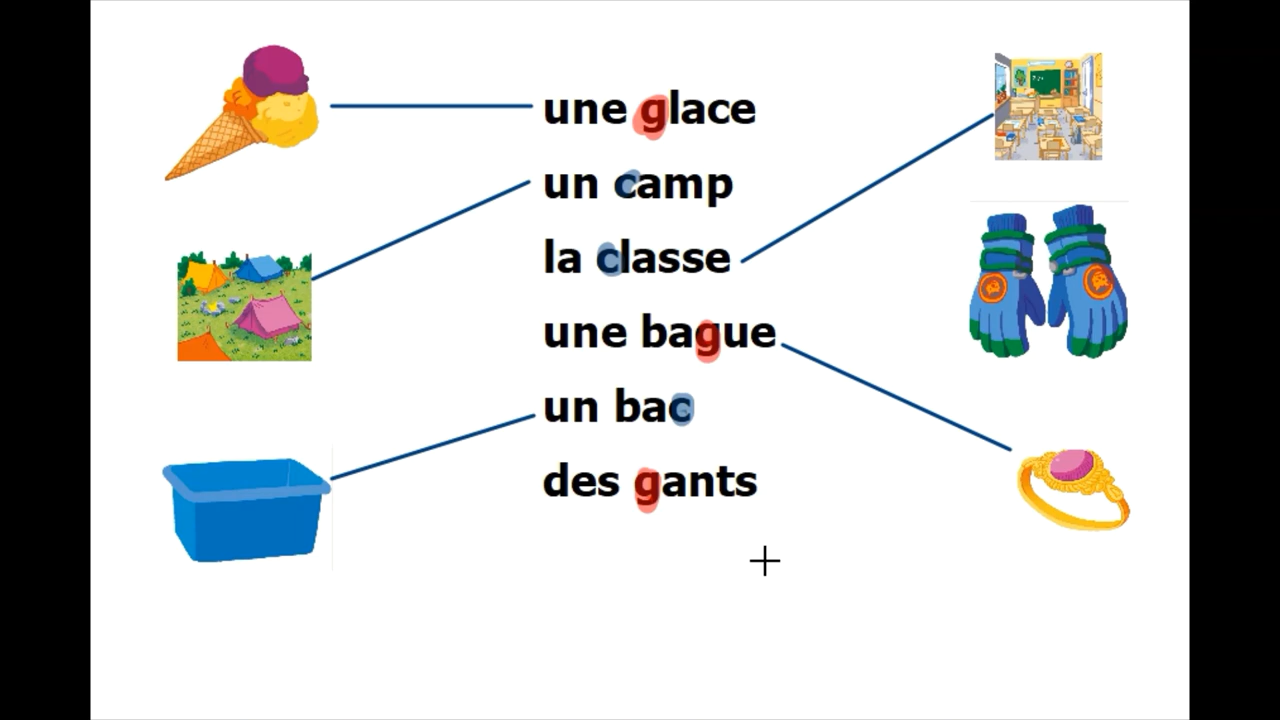 une glace
un camp
la classe
une bague
un bac
des gants